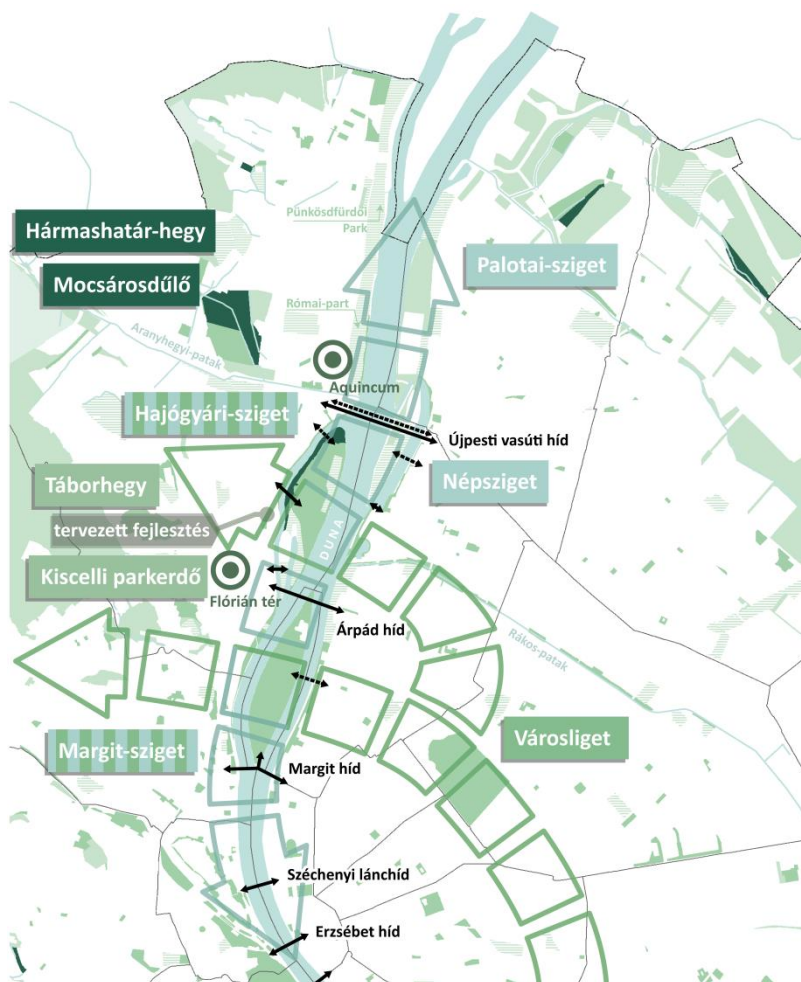 Pünkösdfürdői
Park
Hármashatár-hegy
Palotai-sziget
Mocsárosdűlő
Római-part
Aranyhegyi-patak
Aquincum
Hajógyári-sziget
Újpesti vasúti híd
Táborhegy
Népsziget
tervezett fejlesztés
DUNA
Kiscelli parkerdő
Flórián tér
Árpád híd
Rákos-patak
Margit-sziget
Városliget
Margit híd
Széchenyi lánchíd
Erzsébet híd